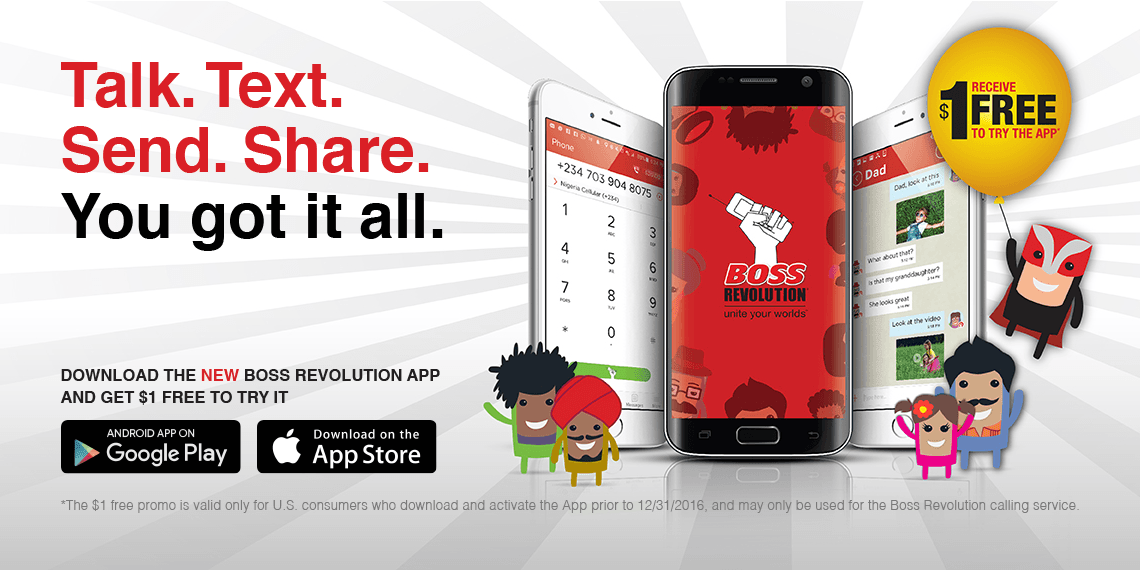 Talk. Text.
Send. Share.
You got it all.
DOWNLOAD THE NEW BOSS REVOLUTION APP
AND GET $1 FREE TO TRY IT
ANDROID APP ON
Google Play
Download on the
App Store
Phone
+234 703 904 8075
Nigeria Cellular (+234)
1
2
3
4
5
6
7
8
9
*
0
Messages
BOSS
REVOLUTION
unite your worlds
Dad
Dad, look at this
What about that?
Is that my granddaughter?
She looks great
Look at the video
RECEIVE
$1 FREE
TO TRY THE APP*
*The $1 free promo is valid only for U.S. consumers who download and activate the App prior to 12/31/2016, and may only be used for the Boss Revolution calling service.